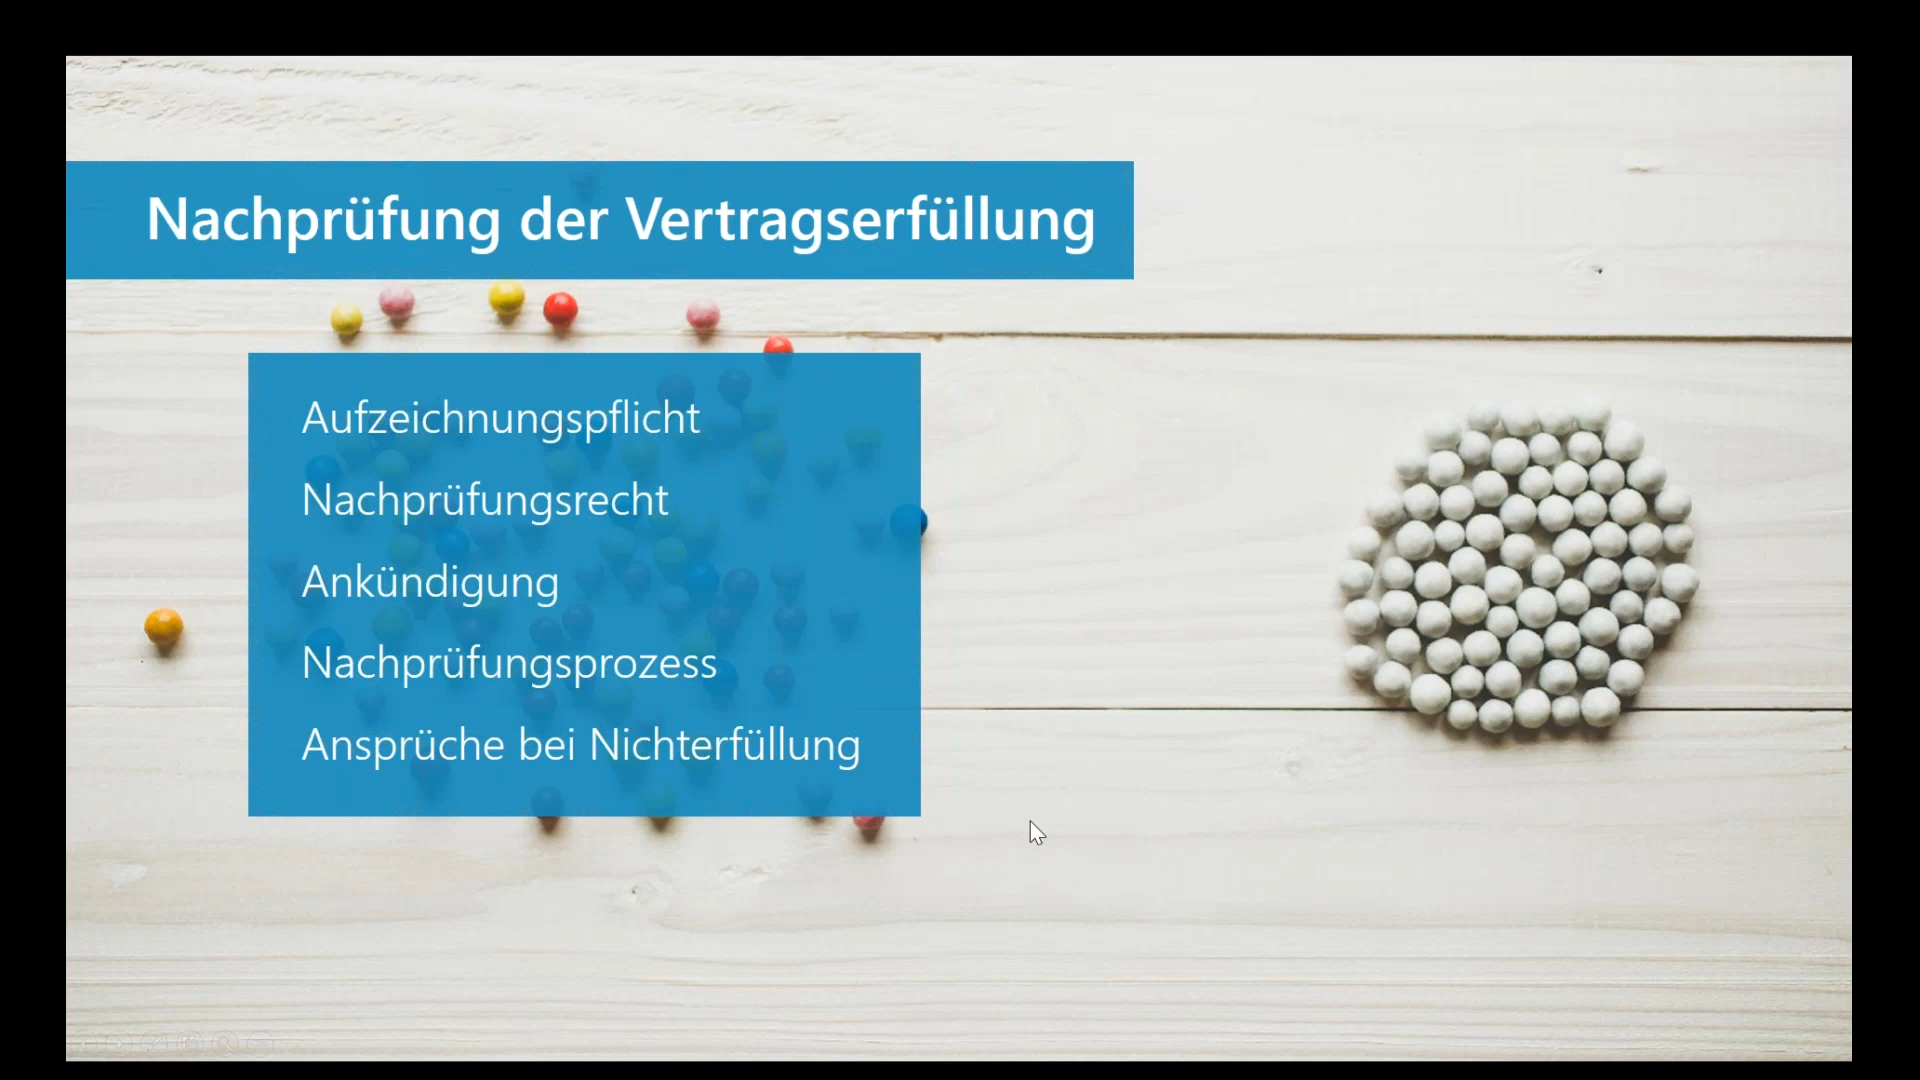 Nachprüfung der Vertragserfüllung
Aufzeichnungspflicht
Nachprüfungsrecht
Ankündigung
Nachprüfungsprozess
Ansprüche bei Nichterfüllung